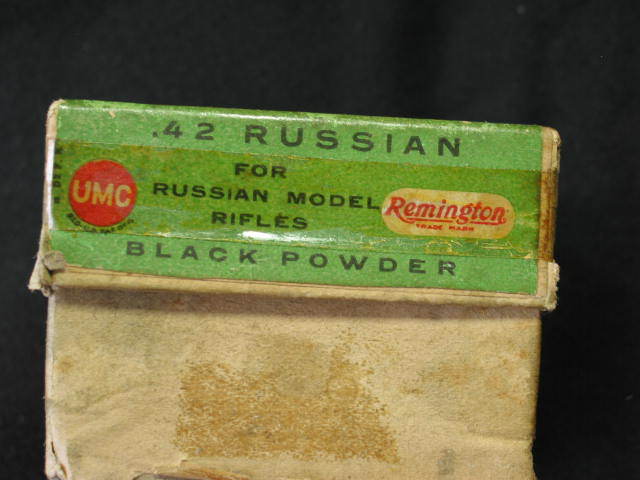 .42 RUSSIAN
FOR
RUSSIAN MODEL
RIFLES
UMC
Remington
TRADE MARK
BLACK POWDER